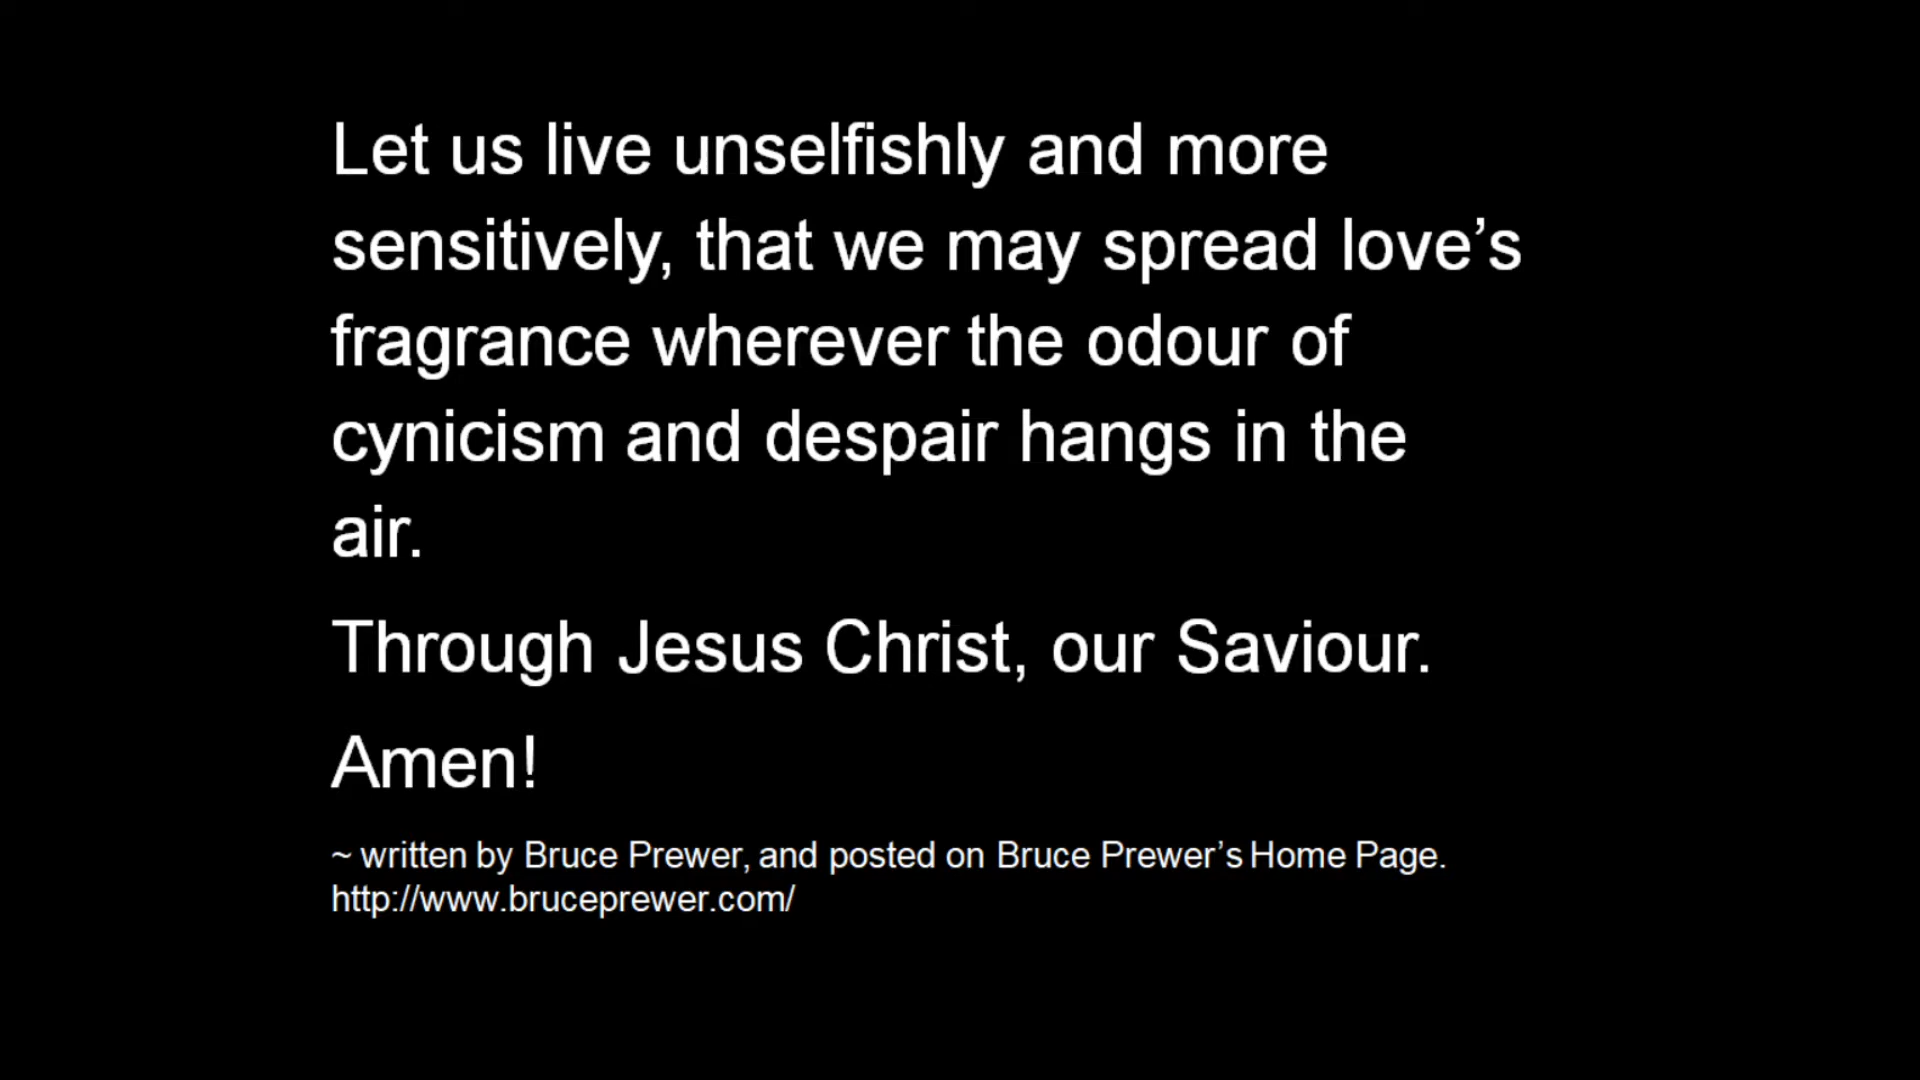 Let us live unselfishly and more
sensitively, that we may spread love’s
fragrance wherever the odour of
cynicism and despair hangs in the
air.
Through Jesus Christ, our Saviour.
Amen!
~ written by Bruce Prewer, and posted on Bruce Prewer’s Home Page.
http://www.bruceprewer.com/